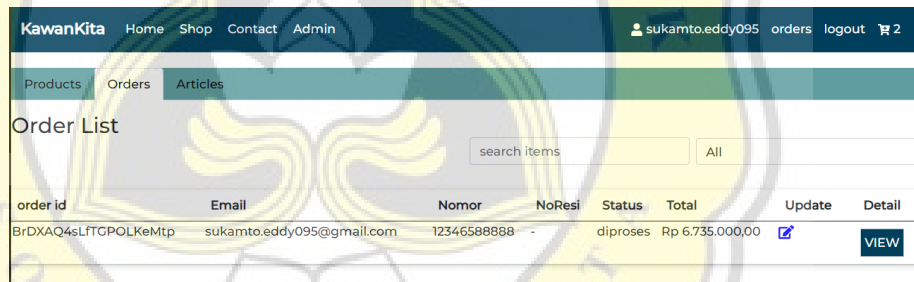 KawanKita Home Shop Contact Admin sukamto.eddy095 orders logout 2
Products Orders Articles
Order List
search items All
order id Email Nomor NoResi Status Total Update Detail
BrDXAQ4sLfTGPOLKeMtp sukamto.eddy095@gmail.com 12346588888 - diproses Rp 6.735.000,00 VIEW